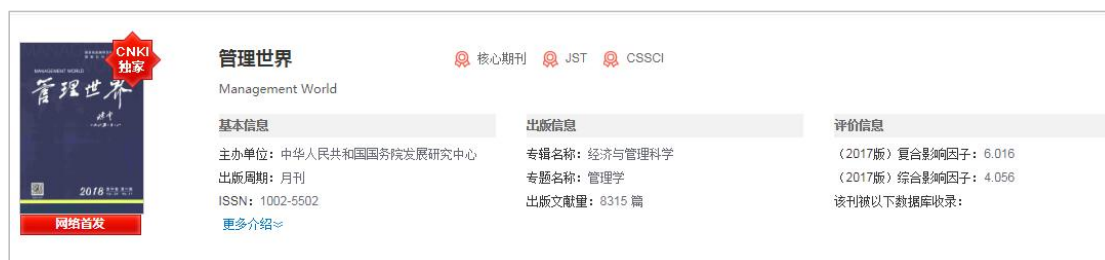 CNKI
独家
MANAGEMENT WORLD
管理世界
2018
网络首发
管理世界
核心期刊 JST CSSCI
Management World
基本信息
主办单位：中华人民共和国国务院发展研究中心
出版周期：月刊
ISSN：1002-5502
更多介绍
出版信息
专辑名称：经济与管理科学
专题名称：管理学
出版文献量：8315 篇
评价信息
（2017版）复合影响因子：6.016
（2017版）综合影响因子：4.056
该刊被以下数据库收录：